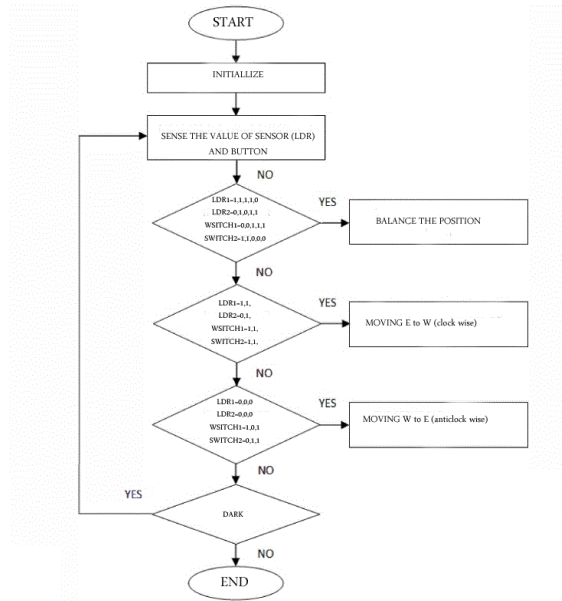 START
INITIALLIZE
SENSE THE VALUE OF SENSOR (LDR)
AND BUTTON
NO
LDR1=1,1,1,1,0
LDR2=0,1,0,1,1
WSITCH1=0,0,1,1,1
SWITCH2=1,1,0,0,0
YES
BALANCE THE POSITION
NO
LDR1=1,1,
LDR2=0,1,
WSITCH1=1,1,
SWITCH2=1,1,
YES
MOVING E to W (clock wise)
NO
LDR1=0,0,0
LDR2=0,0,0
WSITCH1=1,0,1
SWITCH2=0,1,1
YES
MOVING W to E (anticlock wise)
NO
YES
DARK
NO
END